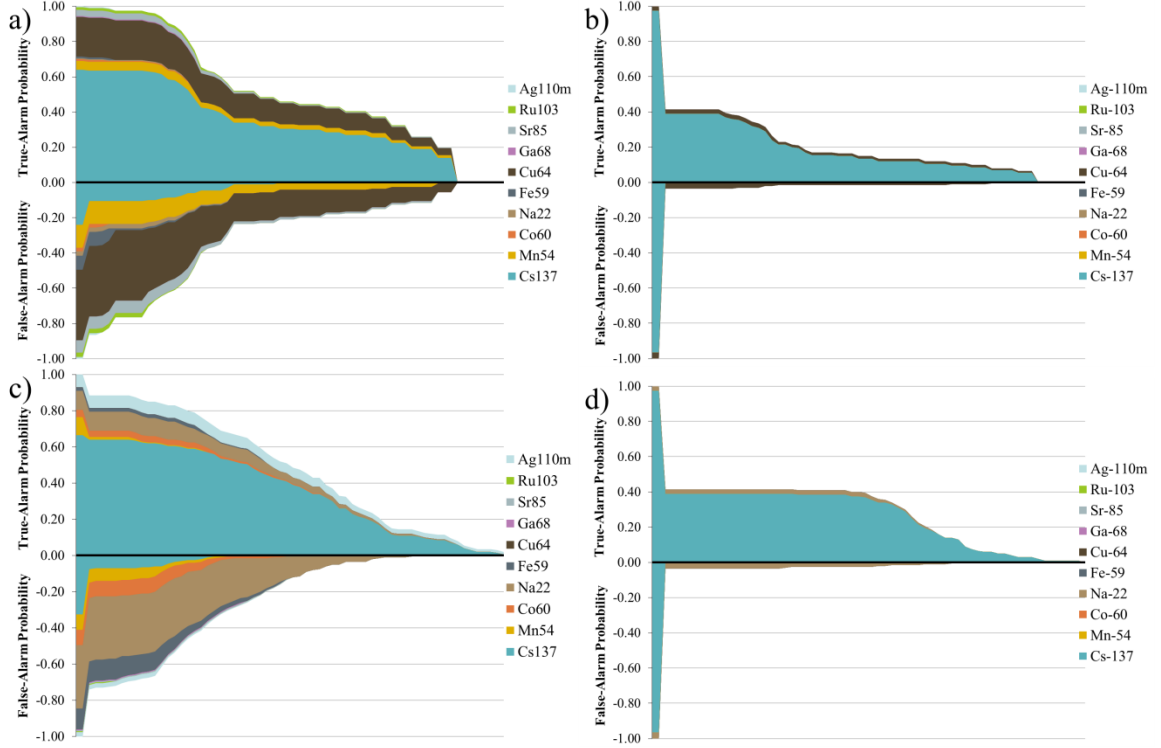 a)
1.00
0.80
0.60
0.40
0.20
0.00
-0.20
-0.40
-0.60
-0.80
-1.00
True-Alarm Probability
False-Alarm Probability
Ag110m
Ru103
Sr85
Ga68
Cu64
Fe59
Na22
Co60
Mn54
Cs137
b)
1.00
0.80
0.60
0.40
0.20
0.00
-0.20
-0.40
-0.60
-0.80
-1.00
True-Alarm Probability
False-Alarm Probability
Ag-110m
Ru-103
Sr-85
Ga-68
Cu-64
Fe-59
Na-22
Co-60
Mn-54
Cs-137
c)
1.00
0.80
0.60
0.40
0.20
0.00
-0.20
-0.40
-0.60
-0.80
-1.00
True-Alarm Probability
False-Alarm Probability
Ag110m
Ru103
Sr85
Ga68
Cu64
Fe59
Na22
Co60
Mn54
Cs137
d)
1.00
0.80
0.60
0.40
0.20
0.00
-0.20
-0.40
-0.60
-0.80
-1.00
True-Alarm Probability
False-Alarm Probability
Ag-110m
Ru-103
Sr-85
Ga-68
Cu-64
Fe-59
Na-22
Co-60
Mn-54
Cs-137